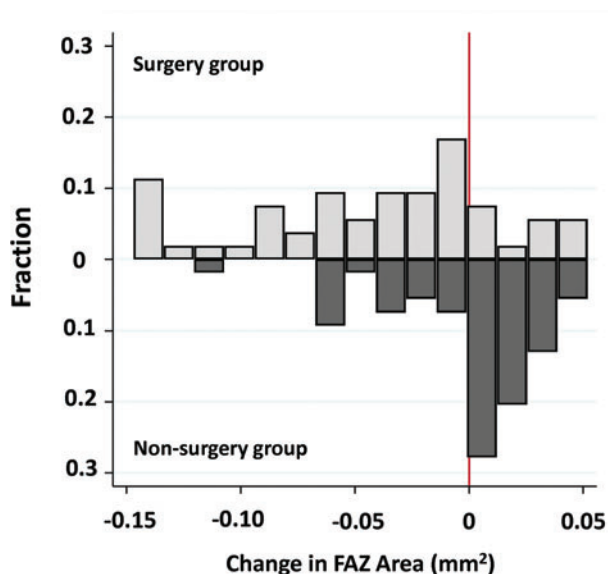 0.3
Surgery group
0.2
0.1
0
Fraction
0.1
0.2
Non-surgery group
0.3
-0.15 -0.10 -0.05 0 0.05
Change in FAZ Area (mm²)